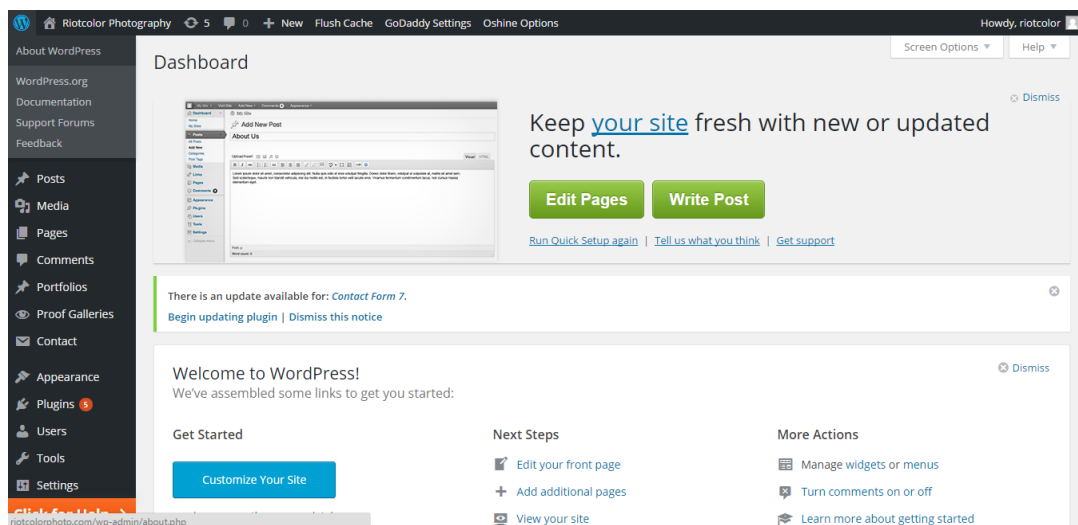 Riotcolor Photography 5 0 + New Flush Cache GoDaddy Settings Oshine Options Howdy, riotcolor
About WordPress
WordPress.org
Documentation
Support Forums
Feedback
Posts
Media
Pages
Comments
Portfolios
Proof Galleries
Contact
Appearance
Plugins 5
Users
Tools
Settings
Click for Help
riotcolorphoto.com/wp-admin/about.php
Screen Options Help
Dashboard
Dismiss
Add New Post
About Us
Keep your site fresh with new or updated
content.
Edit Pages Write Post
Run Quick Setup again | Tell us what you think | Get support
There is an update available for: Contact Form 7.
Begin updating plugin | Dismiss this notice
Dismiss
Welcome to WordPress!
We've assembled some links to get you started:
Get Started
Customize Your Site
Next Steps
Edit your front page
Add additional pages
View your site
More Actions
Manage widgets or menus
Turn comments on or off
Learn more about getting started